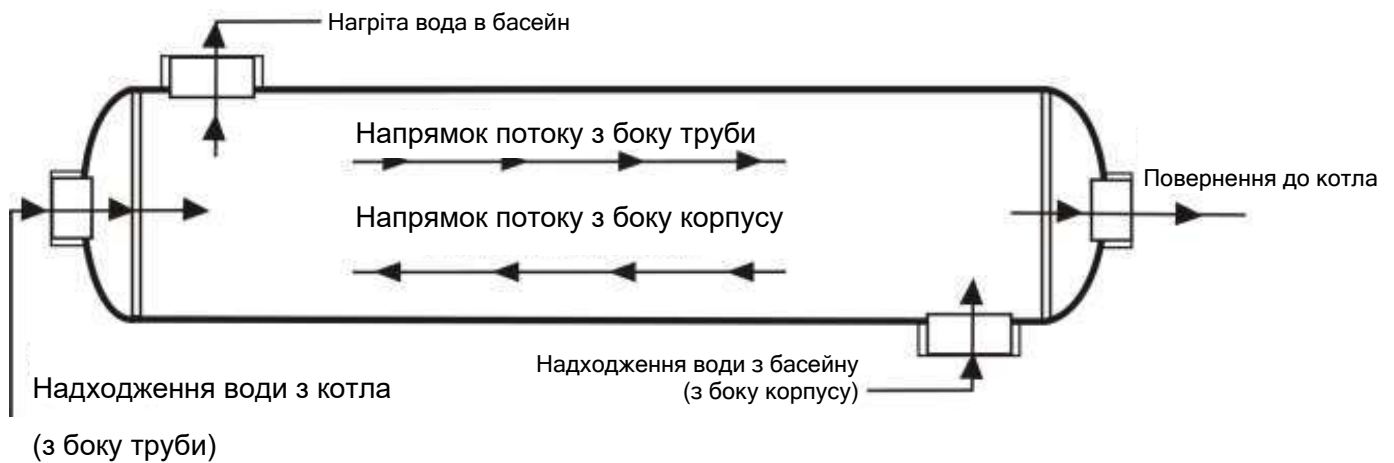 Нагріта вода в басейн
Напрямок потоку з боку труби
Повернення до котла
Напрямок потоку з боку корпусу
Надходження води з басейну
(з боку корпусу)
Надходження води з котла
(з боку труби)